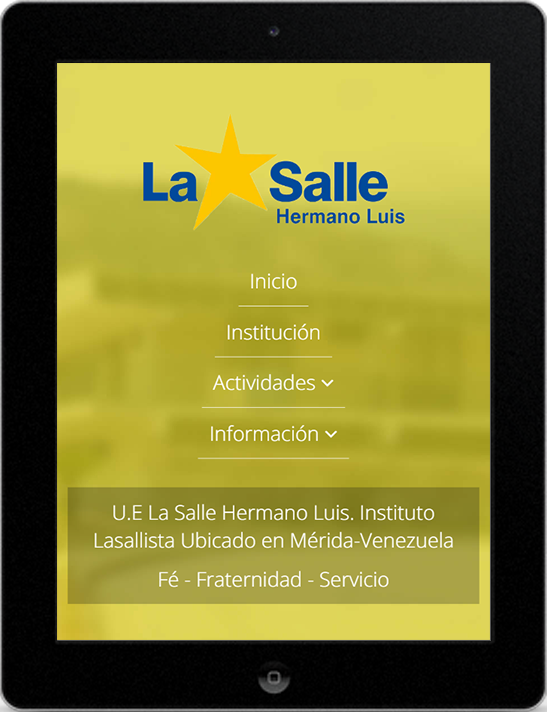 La Salle
Hermano Luis
Inicio
Institución
Actividades
Información
U.E La Salle Hermano Luis. Instituto
Lasallista Ubicado en Mérida-Venezuela
Fé - Fraternidad - Servicio